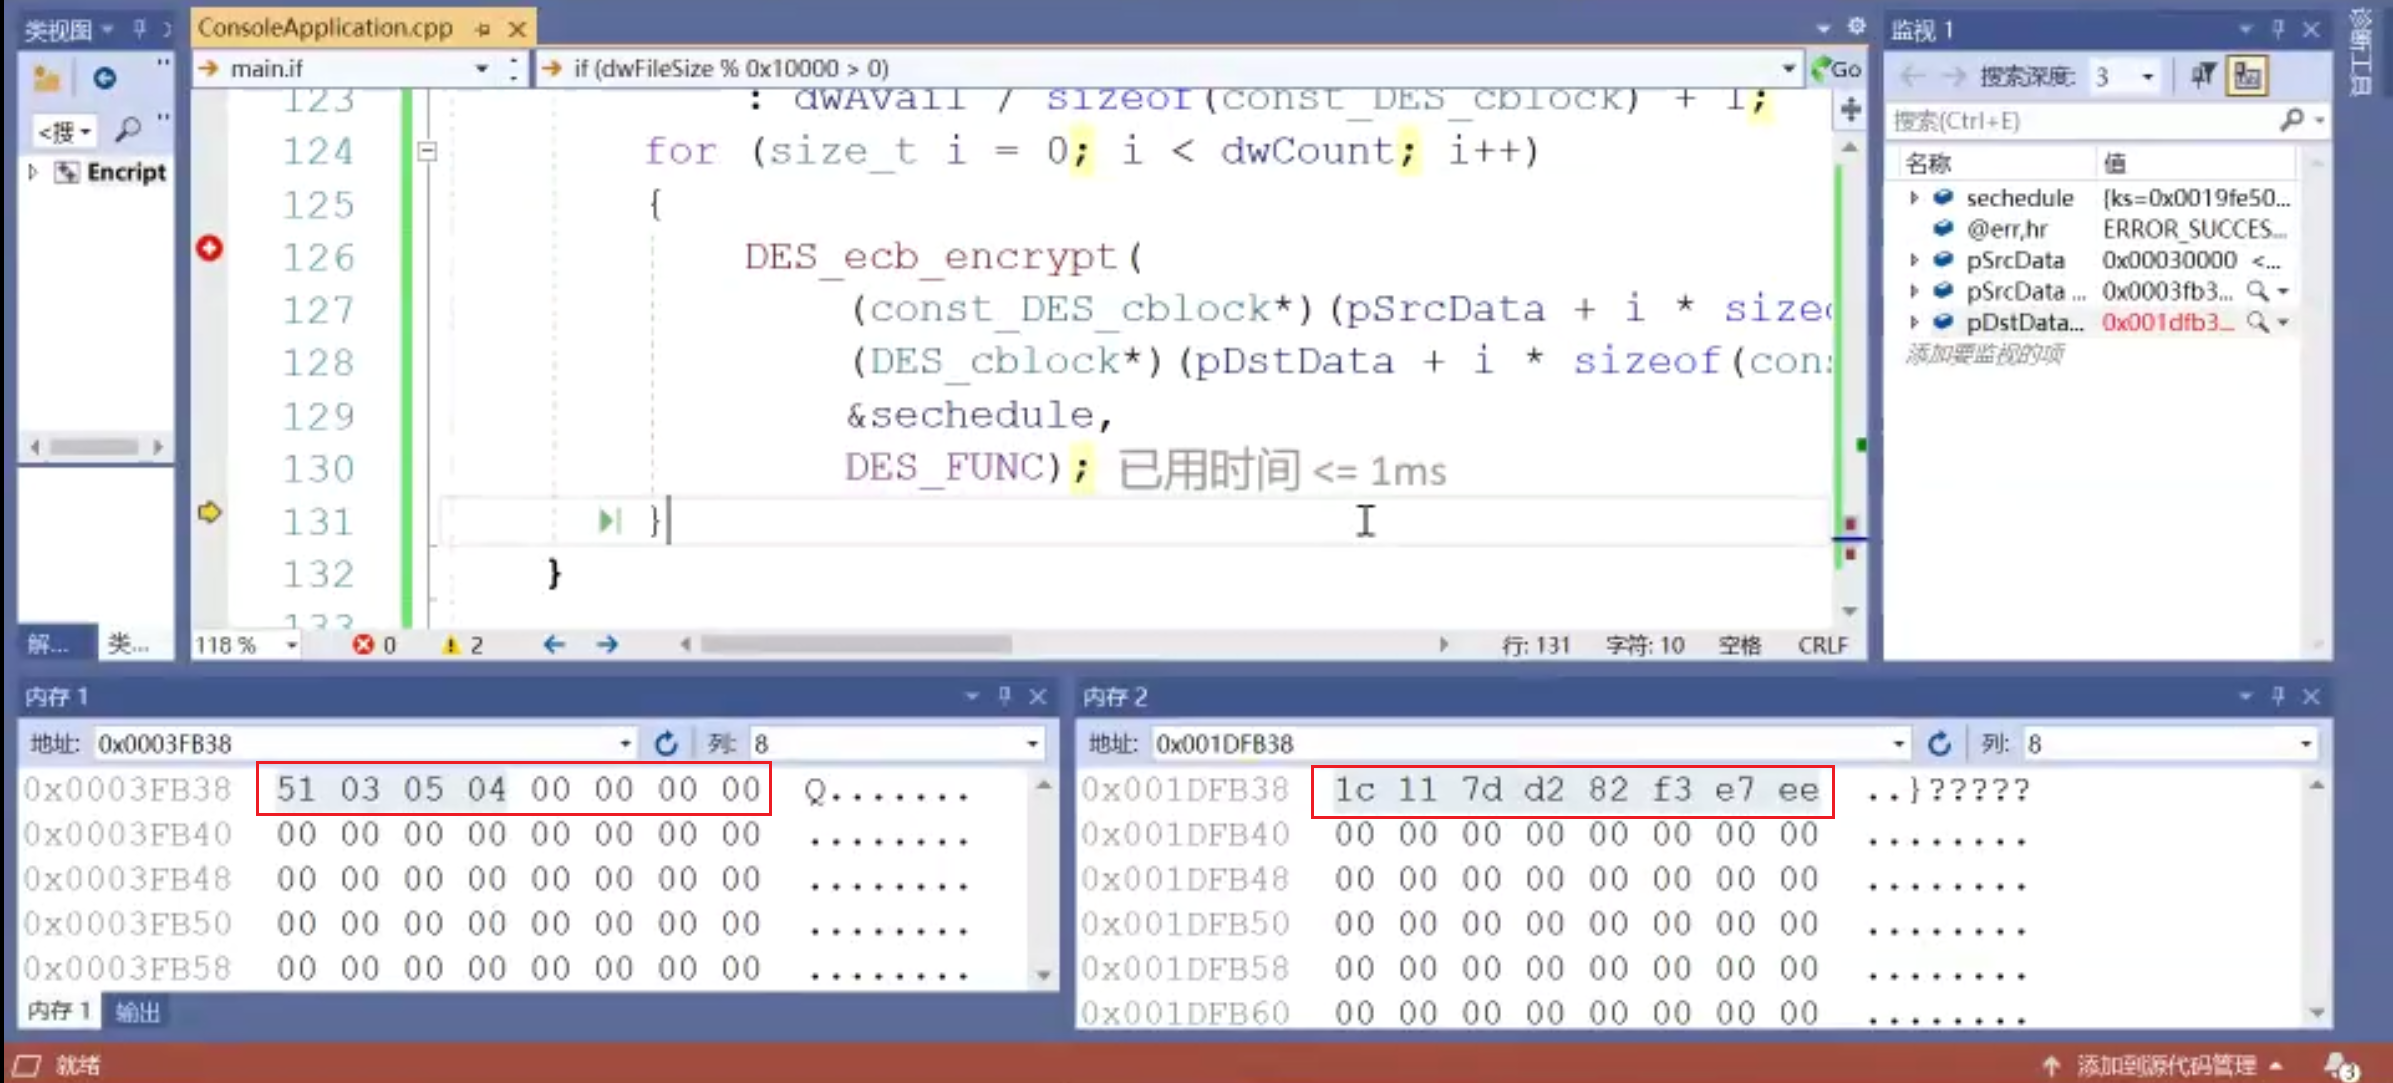 类视图
ConsoleApplication.cpp
main.if
if (dwFileSize % 0x10000 > 0)
Go
<搜
Encript
123 : dwAvail / sizeof(const_DES_cblock) + 1;
124 for (size_t i = 0; i < dwCount; i++)
125 {
126 DES_ecb_encrypt(
127 (const_DES_cblock*)(pSrcData + i * size
128 (DES_cblock*)(pDstData + i * sizeof(con
129 &sechedule,
130 DES_FUNC); 已用时间 <= 1ms
131 }
132 }
133
解...
类...
118 %
0
2
行: 131
字符: 10
空格
CRLF
监视 1
搜索深度: 3
搜索(Ctrl+E)
名称 值
sechedule {ks=0x0019fe50...
@err,hr ERROR_SUCCES...
pSrcData 0x00030000 <...
pSrcData ... 0x0003fb3...
pDstData... 0x001dfb3...
添加要监视的项
诊断工具
内存 1
地址: 0x0003FB38 列: 8
0x0003FB38 51 03 05 04 00 00 00 00 Q.......
0x0003FB40 00 00 00 00 00 00 00 00 ........
0x0003FB48 00 00 00 00 00 00 00 00 ........
0x0003FB50 00 00 00 00 00 00 00 00 ........
0x0003FB58 00 00 00 00 00 00 00 00 ........
内存 1
输出
内存 2
地址: 0x001DFB38 列: 8
0x001DFB38 1c 11 7d d2 82 f3 e7 ee ..}?????
0x001DFB40 00 00 00 00 00 00 00 00 ........
0x001DFB48 00 00 00 00 00 00 00 00 ........
0x001DFB50 00 00 00 00 00 00 00 00 ........
0x001DFB58 00 00 00 00 00 00 00 00 ........
0x001DFB60 00 00 00 00 00 00 00 00 ........
就绪
添加到源代码管理
3